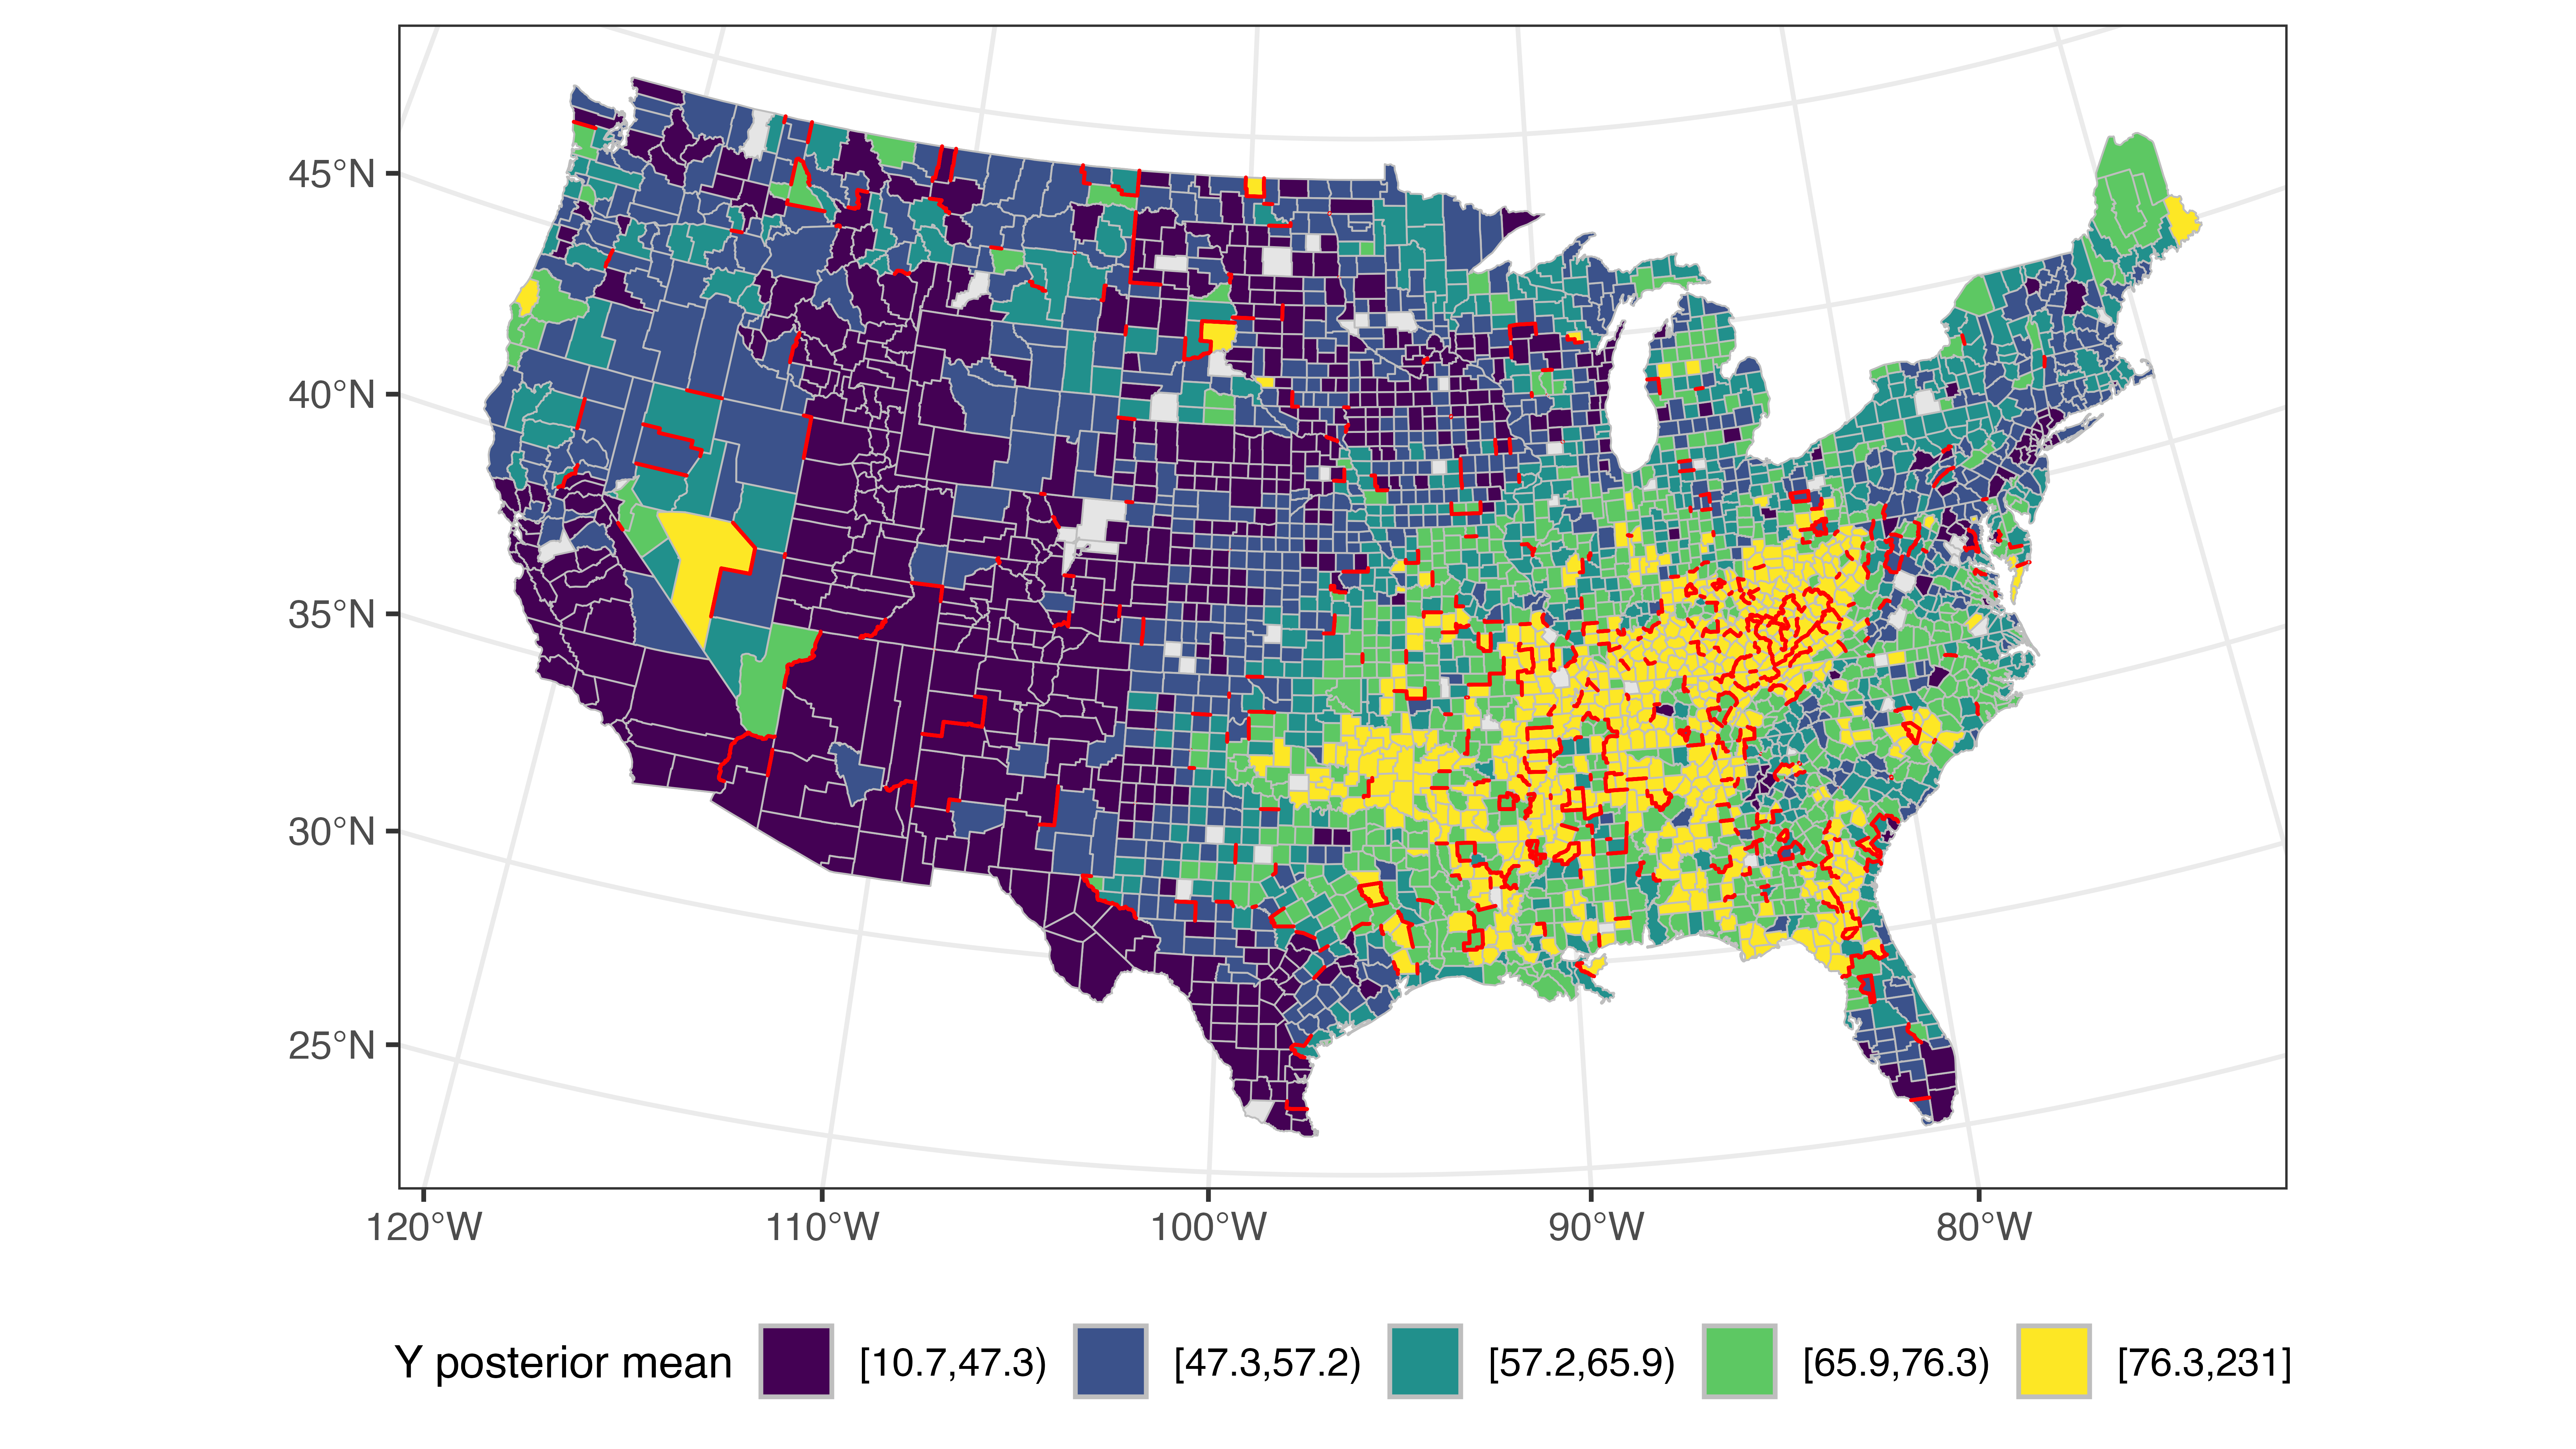 45°N
40°N
35°N
30°N
25°N
120°W 110°W 100°W 90°W 80°W
Y posterior mean [10.7,47.3) [47.3,57.2) [57.2,65.9) [65.9,76.3) [76.3,231]